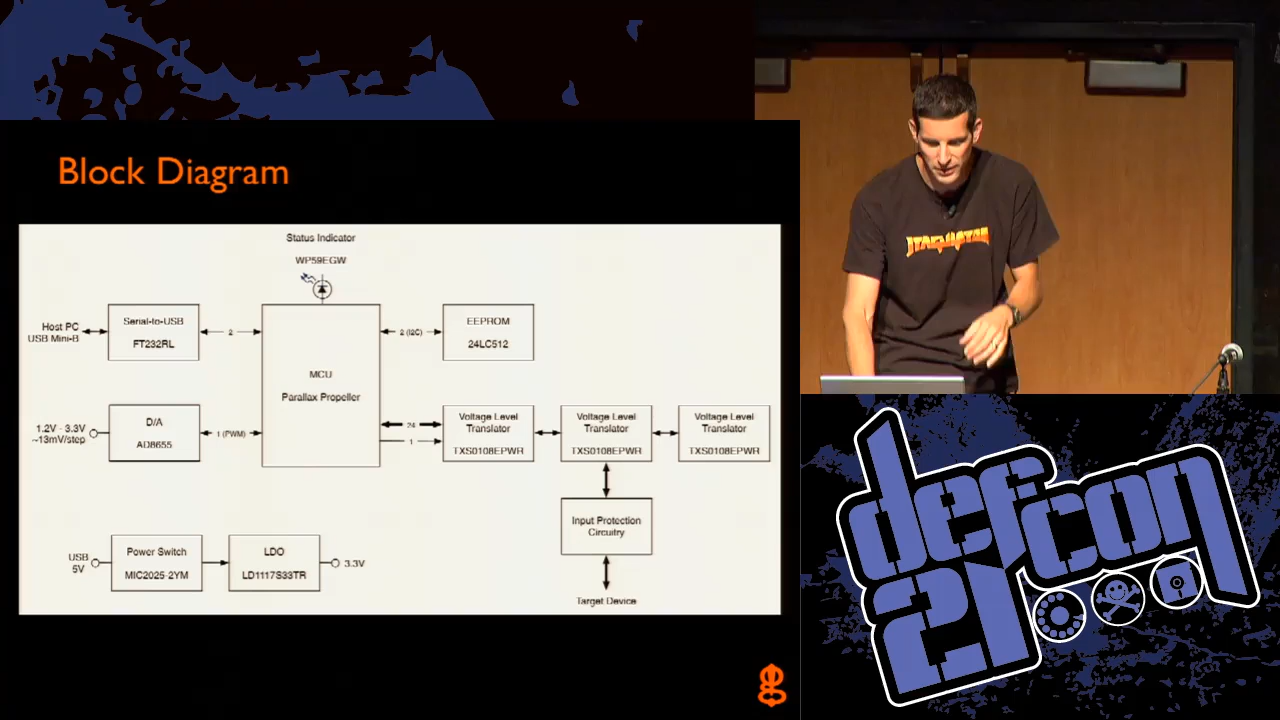 Block Diagram
Status Indicator
WP59EGW
Host PC
USB Mini-B
Serial-to-USB
FT232RL
2
MCU
Parallax Propeller
2 (I2C)
EEPROM
24LC512
1.2V - 3.3V
~13mV/step
D/A
AD8655
1 (PWM)
24
1
Voltage Level
Translator
TXS0108EPWR
Voltage Level
Translator
TXS0108EPWR
Voltage Level
Translator
TXS0108EPWR
Input Protection
Circuitry
Target Device
USB
5V
Power Switch
MIC2025-2YM
LDO
LD1117S33TR
3.3V
defcon
21